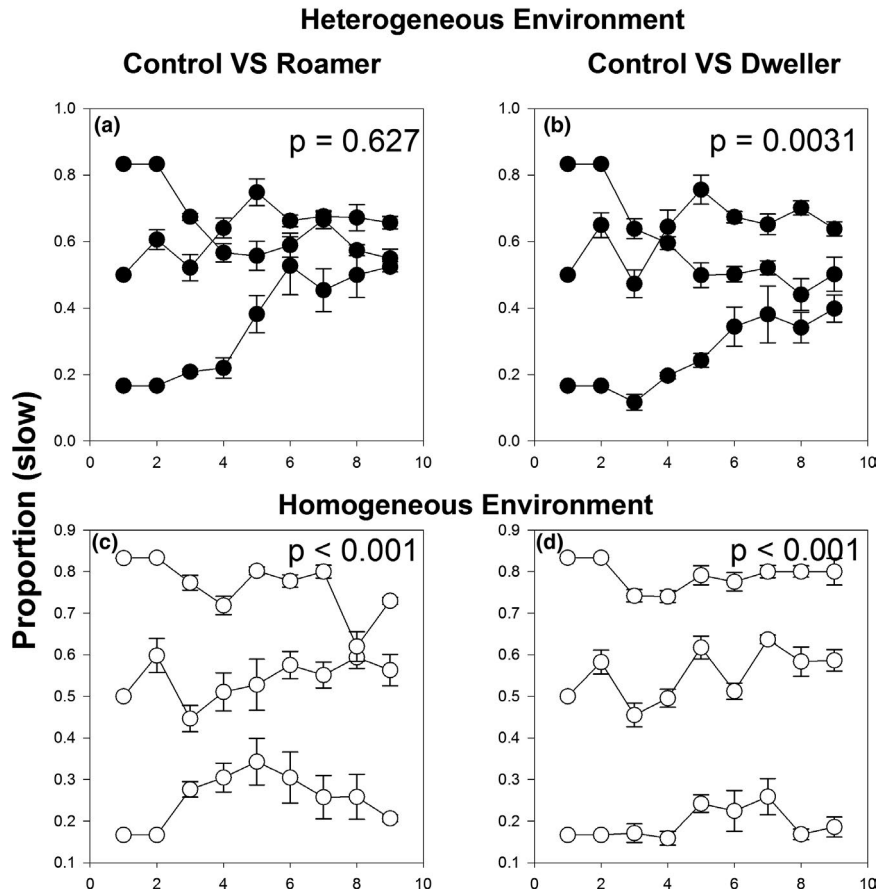 Heterogeneous Environment
Control VS Roamer
Control VS Dweller
(a)
p = 0.627
1.0
0.8
0.6
0.4
0.2
0.0
0 2 4 6 8 10
(b)
p = 0.0031
1.0
0.8
0.6
0.4
0.2
0.0
0 2 4 6 8 10
Proportion (slow)
Homogeneous Environment
(c)
p < 0.001
0.9
0.8
0.7
0.6
0.5
0.4
0.3
0.2
0.1
0 2 4 6 8 10
(d)
p < 0.001
0.9
0.8
0.7
0.6
0.5
0.4
0.3
0.2
0.1
0 2 4 6 8 10